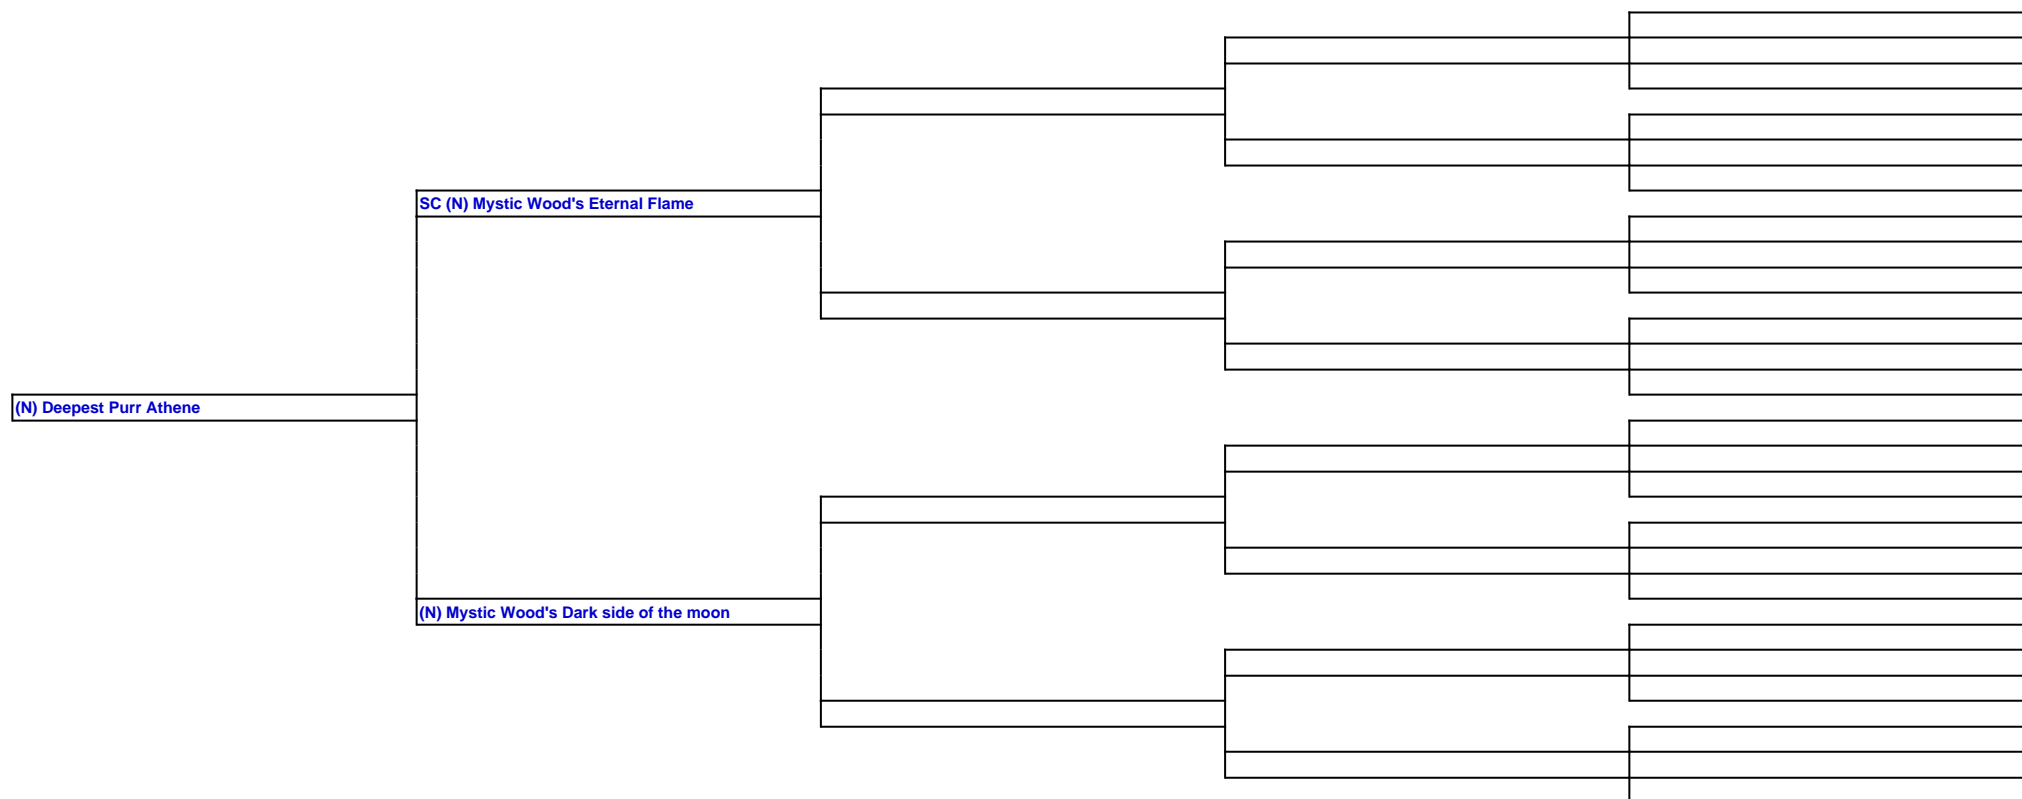 SC (N) Mystic Wood's Eternal Flame
(N) Deepest Purr Athene
(N) Mystic Wood's Dark side of the moon